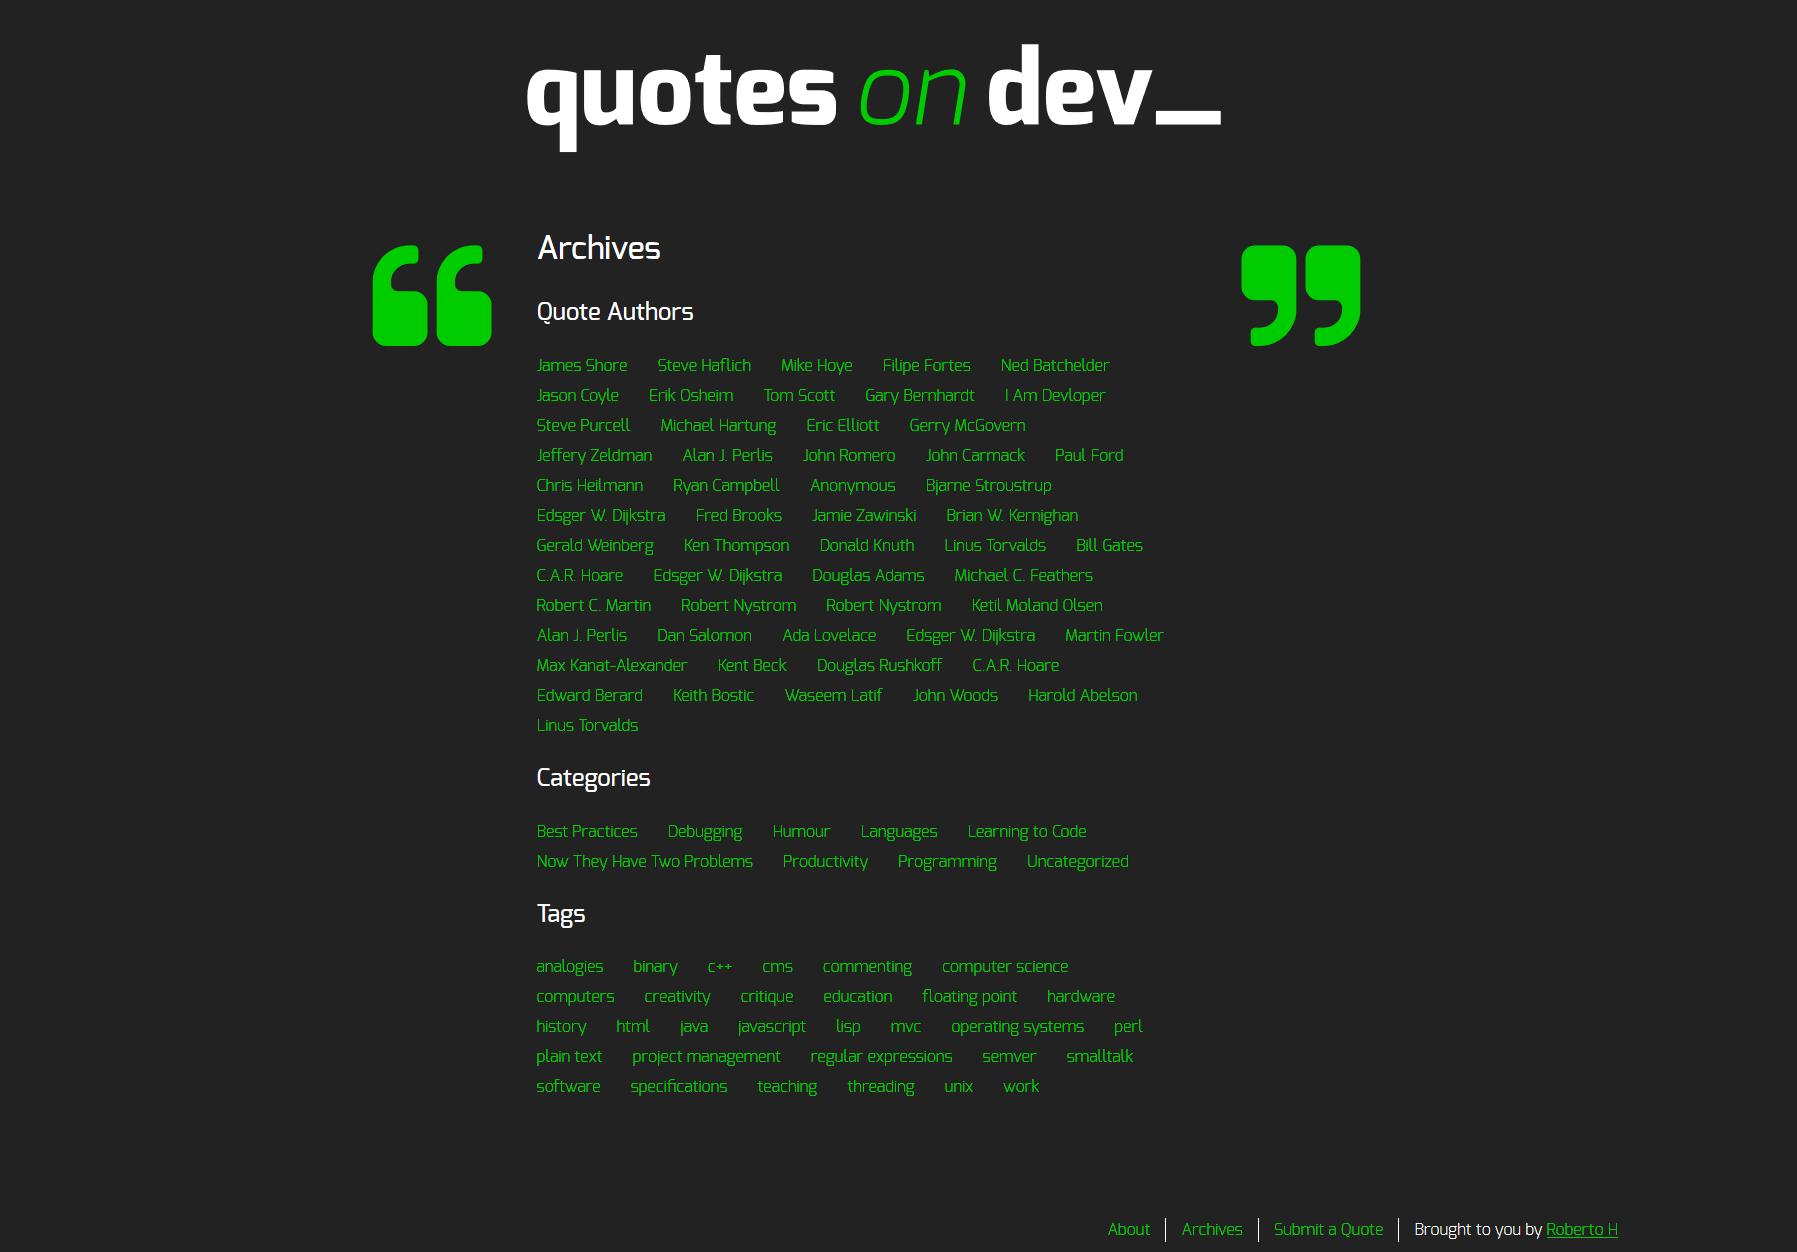 quotes on dev_
Archives
Quote Authors
James Shore Steve Haflich Mike Hoye Filipe Fortes Ned Batchelder
Jason Coyle Erik Osheim Tom Scott Gary Bernhardt I Am Devloper
Steve Purcell Michael Hartung Eric Elliott Gerry McGovern
Jeffery Zeldman Alan J. Perlis John Romero John Carmack Paul Ford
Chris Heilmann Ryan Campbell Anonymous Bjarne Stroustrup
Edsger W. Dijkstra Fred Brooks Jamie Zawinski Brian W. Kernighan
Gerald Weinberg Ken Thompson Donald Knuth Linus Torvalds Bill Gates
C.A.R. Hoare Edsger W. Dijkstra Douglas Adams Michael C. Feathers
Robert C. Martin Robert Nystrom Robert Nystrom Ketil Moland Olsen
Alan J. Perlis Dan Salomon Ada Lovelace Edsger W. Dijkstra Martin Fowler
Max Kanat-Alexander Kent Beck Douglas Rushkoff C.A.R. Hoare
Edward Berard Keith Bostic Waseem Latif John Woods Harold Abelson
Linus Torvalds
Categories
Best Practices Debugging Humour Languages Learning to Code
Now They Have Two Problems Productivity Programming Uncategorized
Tags
analogies binary c++ cms commenting computer science
computers creativity critique education floating point hardware
history html java javascript lisp mvc operating systems perl
plain text project management regular expressions semver smalltalk
software specifications teaching threading unix work
About Archives Submit a Quote Brought to you by Roberto H